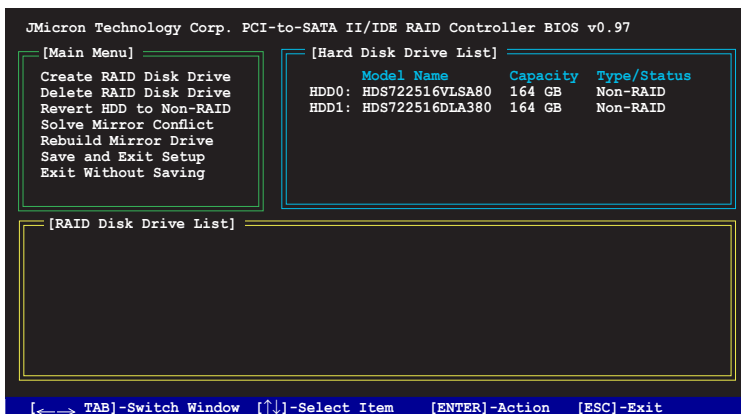 JMicron Technology Corp. PCI-to-SATA II/IDE RAID Controller BIOS v0.97
[Main Menu]
Create RAID Disk Drive
Delete RAID Disk Drive
Revert HDD to Non-RAID
Solve Mirror Conflict
Rebuild Mirror Drive
Save and Exit Setup
Exit Without Saving
[Hard Disk Drive List]
Model Name Capacity Type/Status
HDD0: HDS722516VLSA80 164 GB Non-RAID
HDD1: HDS722516DLA380 164 GB Non-RAID
[RAID Disk Drive List]
[←→ TAB]-Switch Window [↑↓]-Select Item [ENTER]-Action [ESC]-Exit